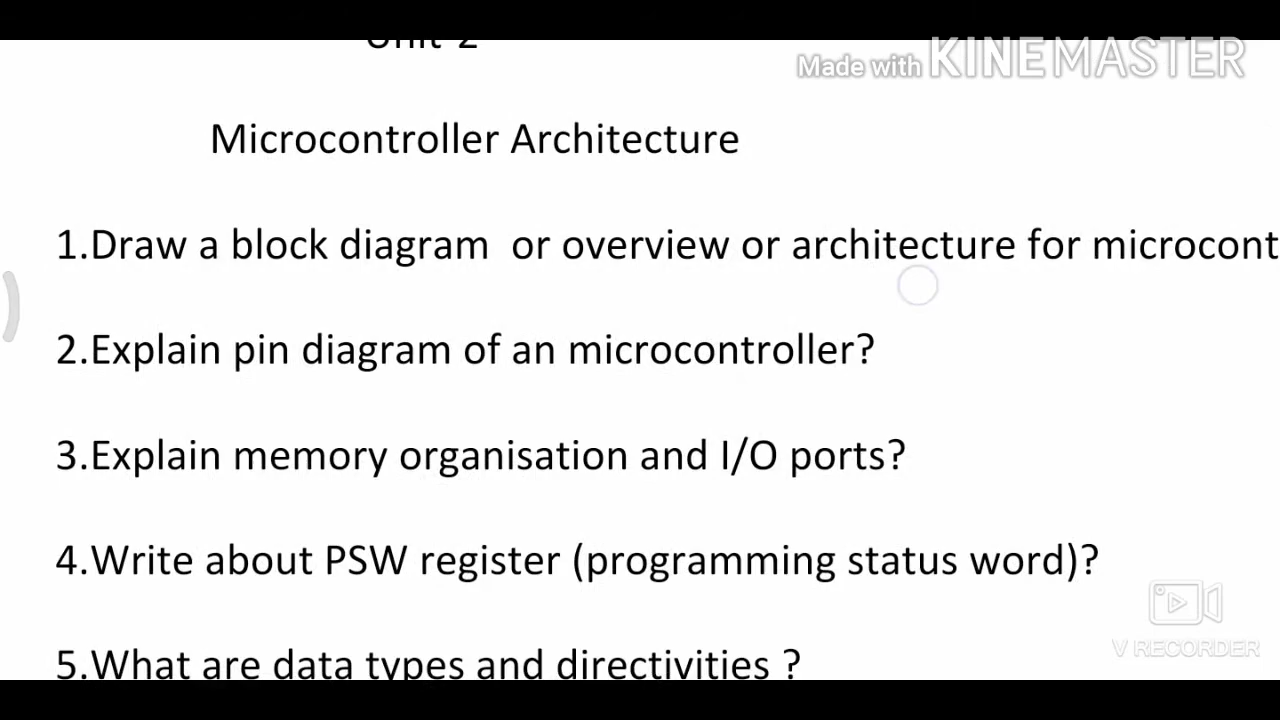 Unit-2
Made with KINEMASTER
Microcontroller Architecture
1.Draw a block diagram or overview or architecture for microcont
2.Explain pin diagram of an microcontroller?
3.Explain memory organisation and I/O ports?
4.Write about PSW register (programming status word)?
V RECORDER
5.What are data types and directivities ?